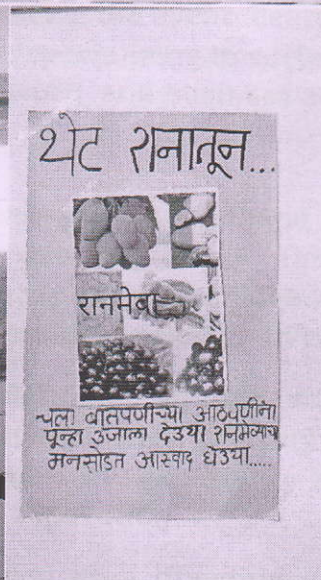 थेट रानातून...
रानमेवा
चला बालपणीच्या आठवणींना
पून्हा उजाळा देऊया रानमेव्याचा
मनसोक्त आस्वाद घेऊया.....